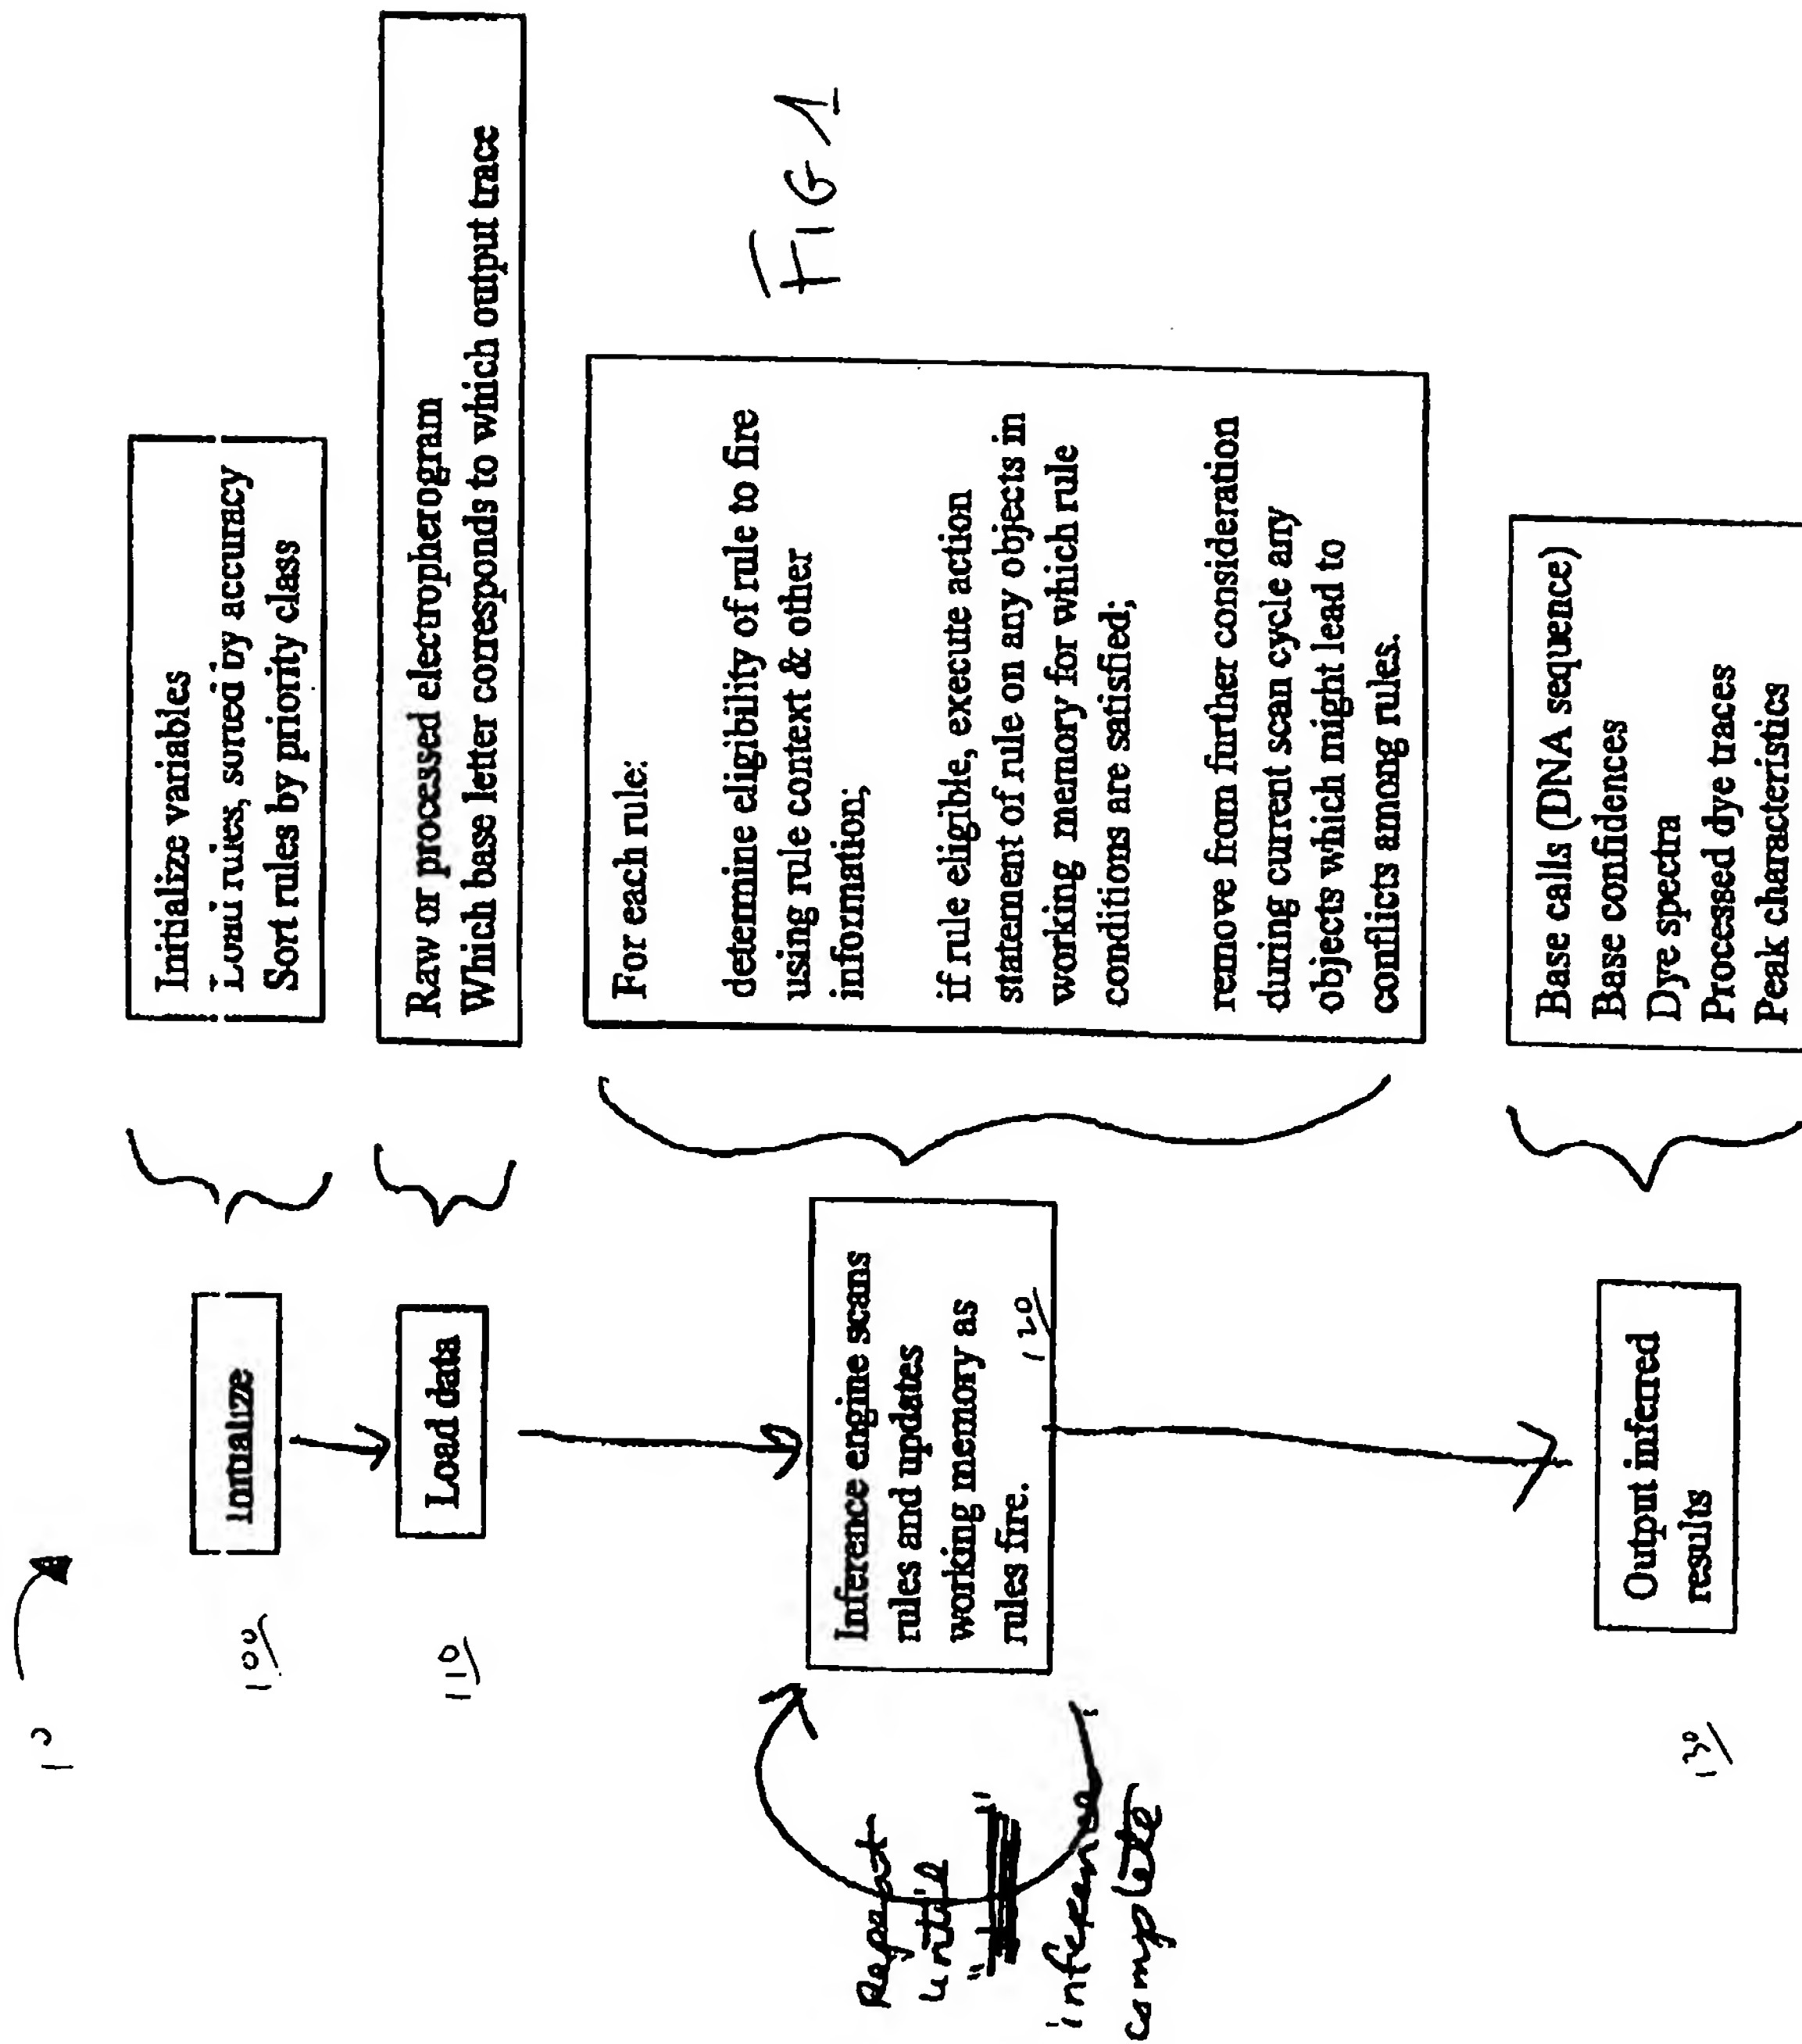 10
100
Initialize
Initialize variables
Load rules, sorted by accuracy
Sort rules by priority class
110
Load data
Raw or processed electropherogram
Which base letter corresponds to which output trace
FIG 1
Repeat
until
inference
complete
Inference engine scans
rules and updates
working memory as
rules fire.
120
For each rule:
determine eligibility of rule to fire
using rule context & other
information;
if rule eligible, execute action
statement of rule on any objects in
working memory for which rule
conditions are satisfied;
remove from further consideration
during current scan cycle any
objects which might lead to
conflicts among rules.
130
Output inferred
results
Base calls (DNA sequence)
Base confidences
Dye spectra
Processed dye traces
Peak characteristics